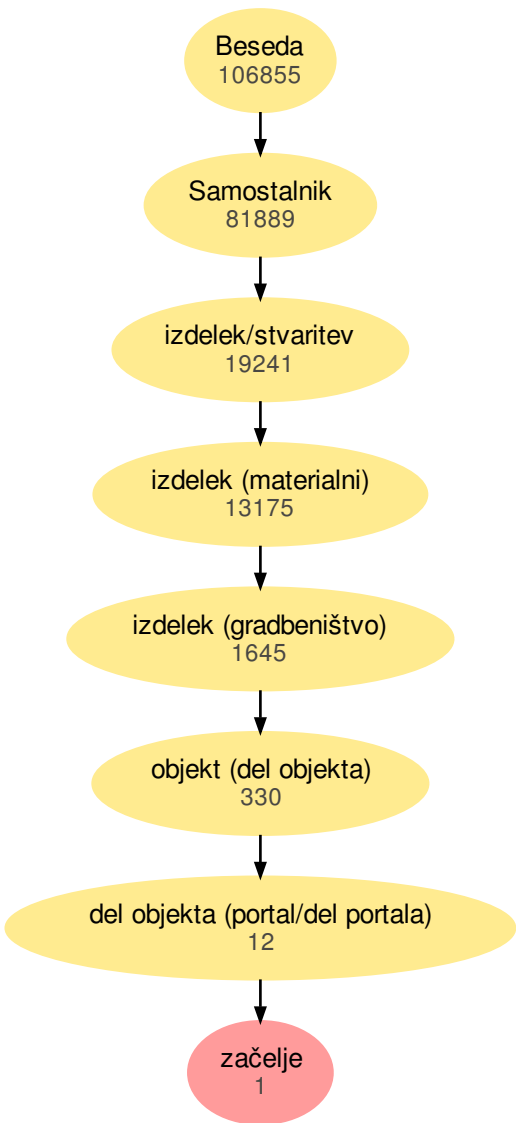 Beseda
106855
Samostalnik
81889
izdelek/stvaritev
19241
izdelek (materialni)
13175
izdelek (gradbeništvo)
1645
objekt (del objekta)
330
del objekta (portal/del portala)
12
začelje
1